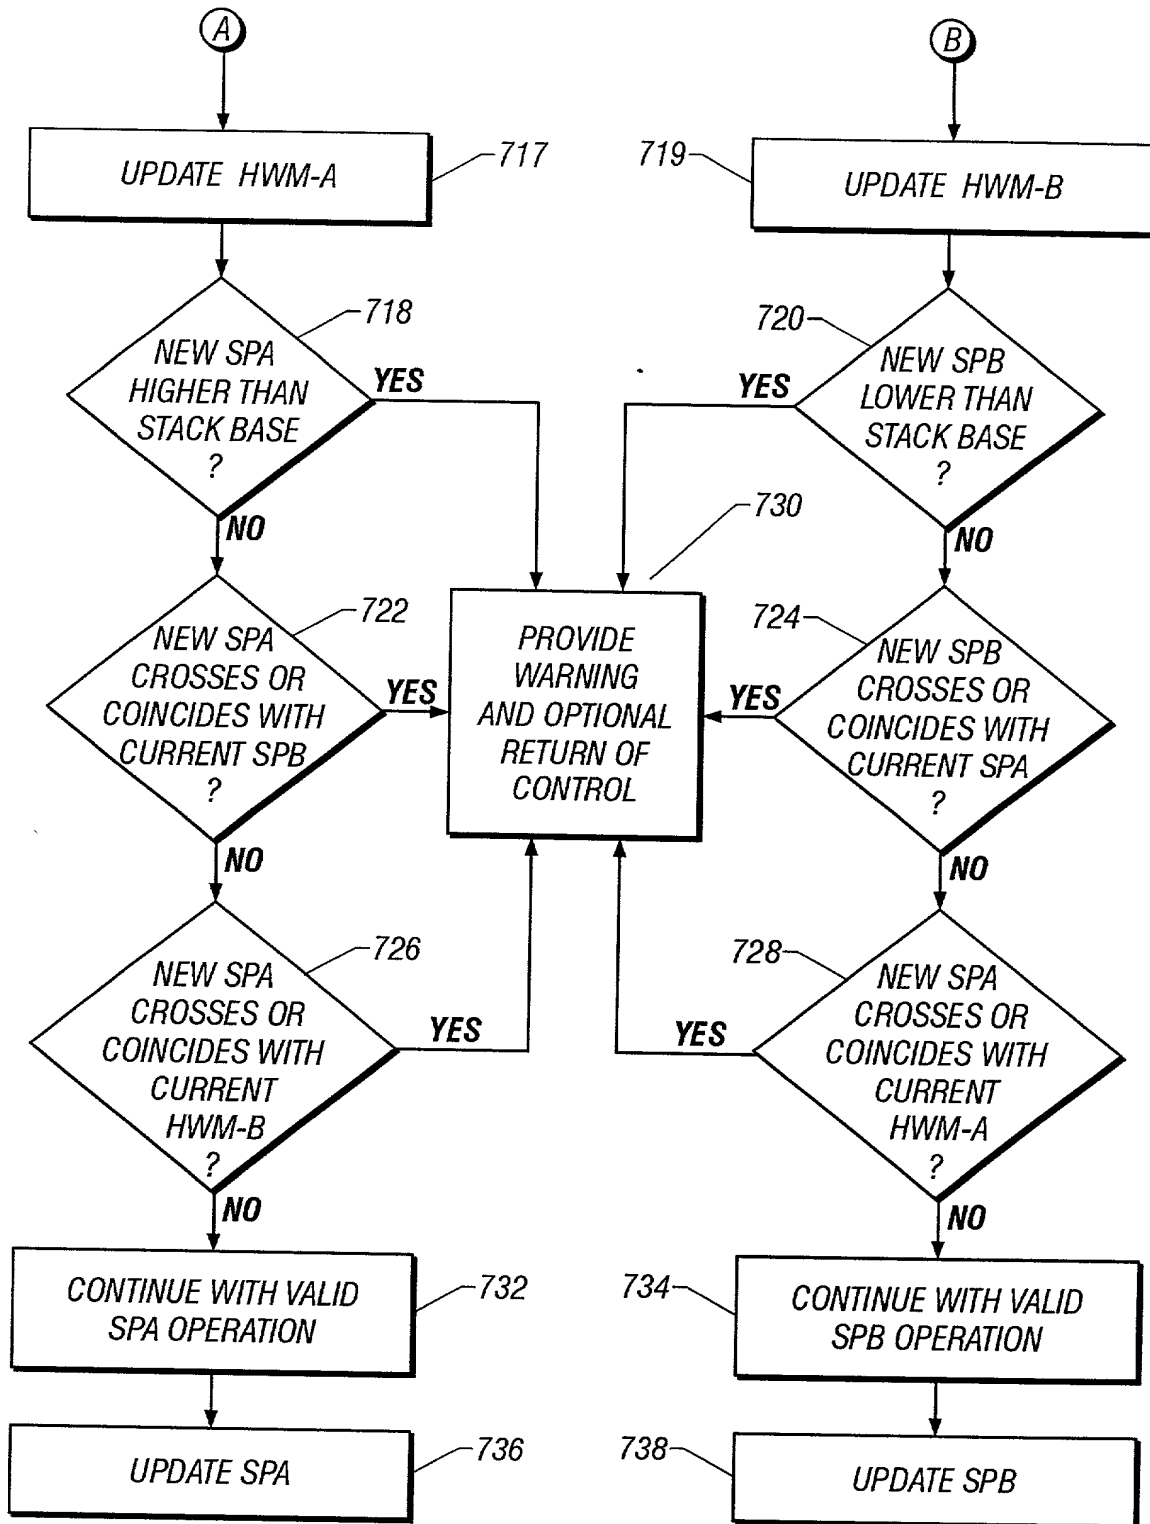 A
UPDATE HWM-A
717
NEW SPA
HIGHER THAN
STACK BASE
?
718
YES
NO
NEW SPA
CROSSES OR
COINCIDES WITH
CURRENT SPB
?
722
YES
NO
NEW SPA
CROSSES OR
COINCIDES WITH
CURRENT
HWM-B
?
726
YES
NO
CONTINUE WITH VALID
SPA OPERATION
732
UPDATE SPA
736
PROVIDE
WARNING
AND OPTIONAL
RETURN OF
CONTROL
730
B
UPDATE HWM-B
719
NEW SPB
LOWER THAN
STACK BASE
?
720
YES
NO
NEW SPB
CROSSES OR
COINCIDES WITH
CURRENT SPA
?
724
YES
NO
NEW SPA
CROSSES OR
COINCIDES WITH
CURRENT
HWM-A
?
728
YES
NO
CONTINUE WITH VALID
SPB OPERATION
734
UPDATE SPB
738